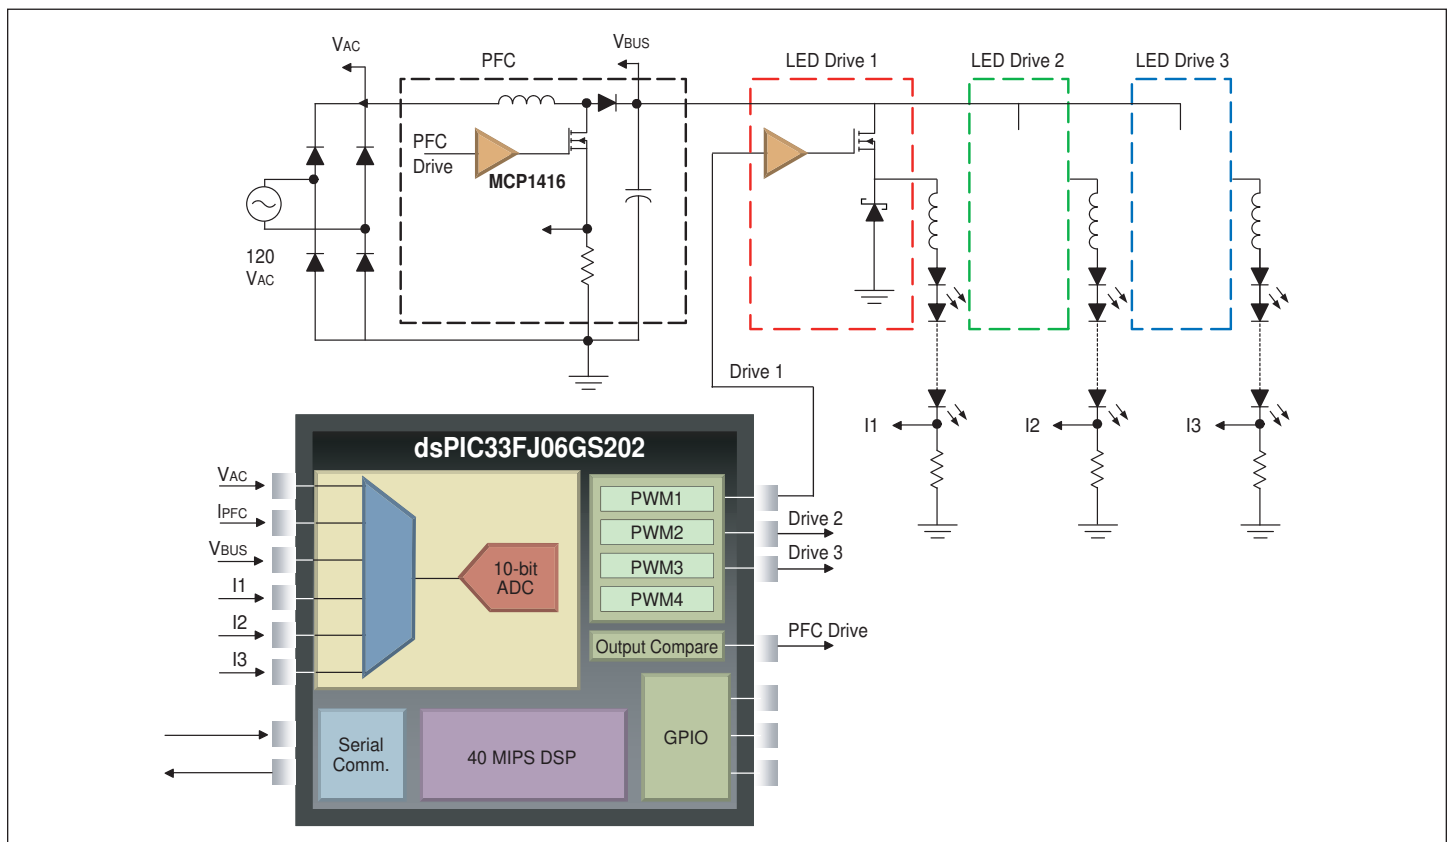 VAC
PFC
VBUS
LED Drive 1
LED Drive 2
LED Drive 3
PFC
Drive
MCP1416
120
VAC
Drive 1
I1
I2
I3
dsPIC33FJ06GS202
VAC
IPFC
VBUS
I1
I2
I3
10-bit
ADC
PWM1
PWM2
PWM3
PWM4
Drive 2
Drive 3
Output Compare
PFC Drive
Serial
Comm.
40 MIPS DSP
GPIO